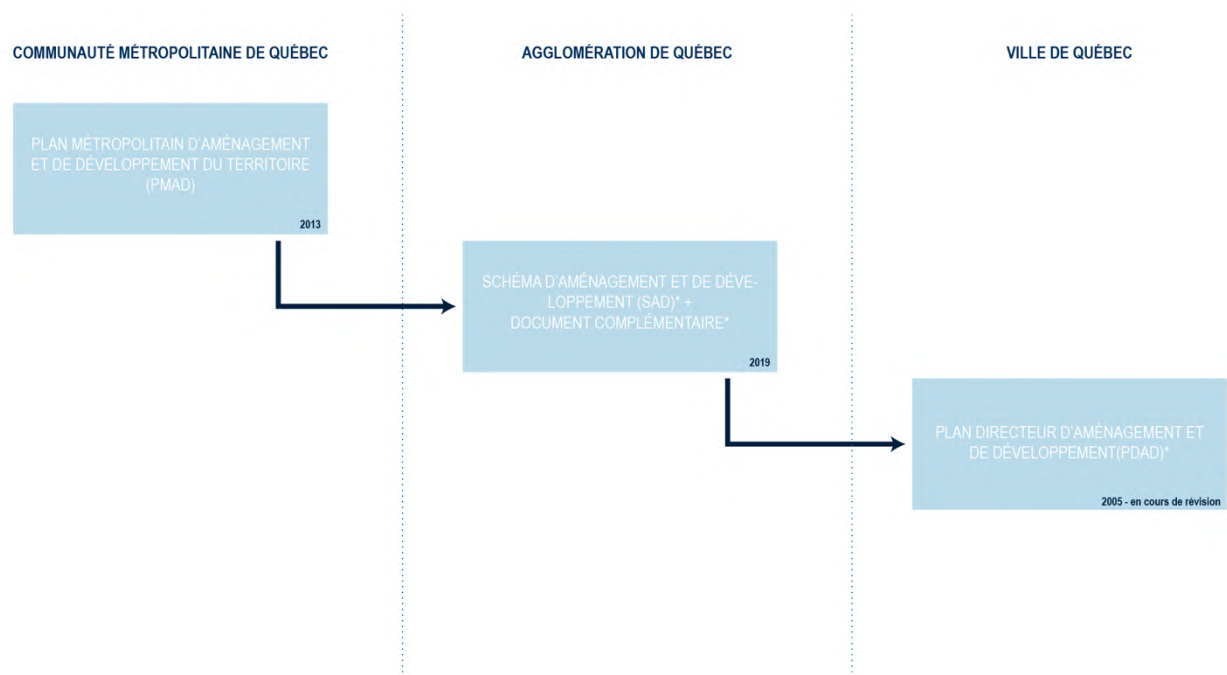 COMMUNAUTÉ MÉTROPOLITAINE DE QUÉBEC
AGGLOMÉRATION DE QUÉBEC
VILLE DE QUÉBEC
PLAN MÉTROPOLITAIN D'AMÉNAGEMENT
ET DE DÉVELOPPEMENT DU TERRITOIRE
(PMAD)
2013
SCHÉMA D'AMÉNAGEMENT ET DE DÉVE-
LOPPEMENT (SAD)* +
DOCUMENT COMPLÉMENTAIRE*
2019
PLAN DIRECTEUR D'AMÉNAGEMENT ET
DE DÉVELOPPEMENT(PDAD)*
2005 - en cours de révision